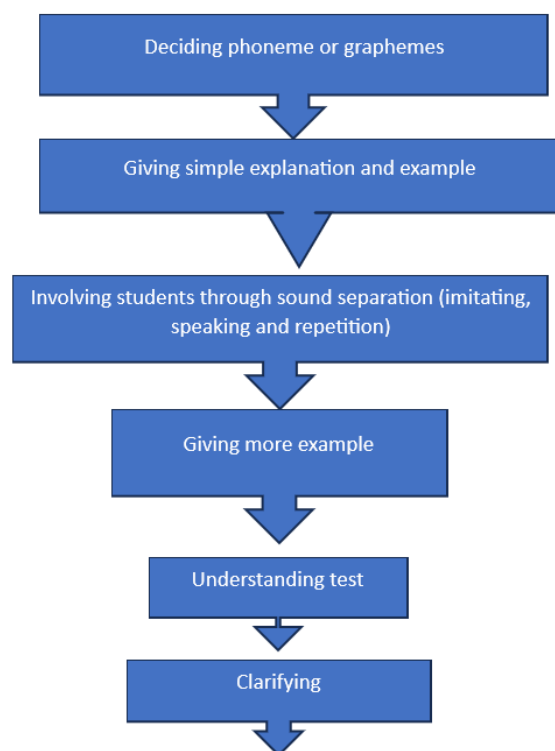 Deciding phoneme or graphemes
Giving simple explanation and example
Involving students through sound separation (imitating,
speaking and repetition)
Giving more example
Understanding test
Clarifying